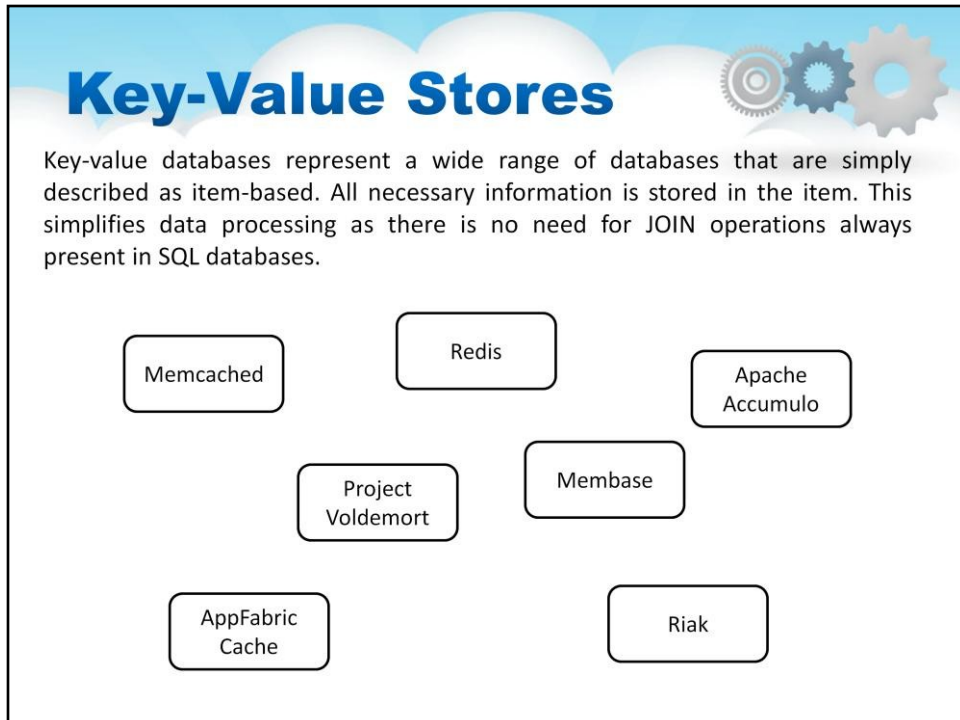 Key-Value Stores
Key-value databases represent a wide range of databases that are simply
described as item-based. All necessary information is stored in the item. This
simplifies data processing as there is no need for JOIN operations always
present in SQL databases.
Memcached
Redis
Apache
Accumulo
Project
Voldemort
Membase
AppFabric
Cache
Riak